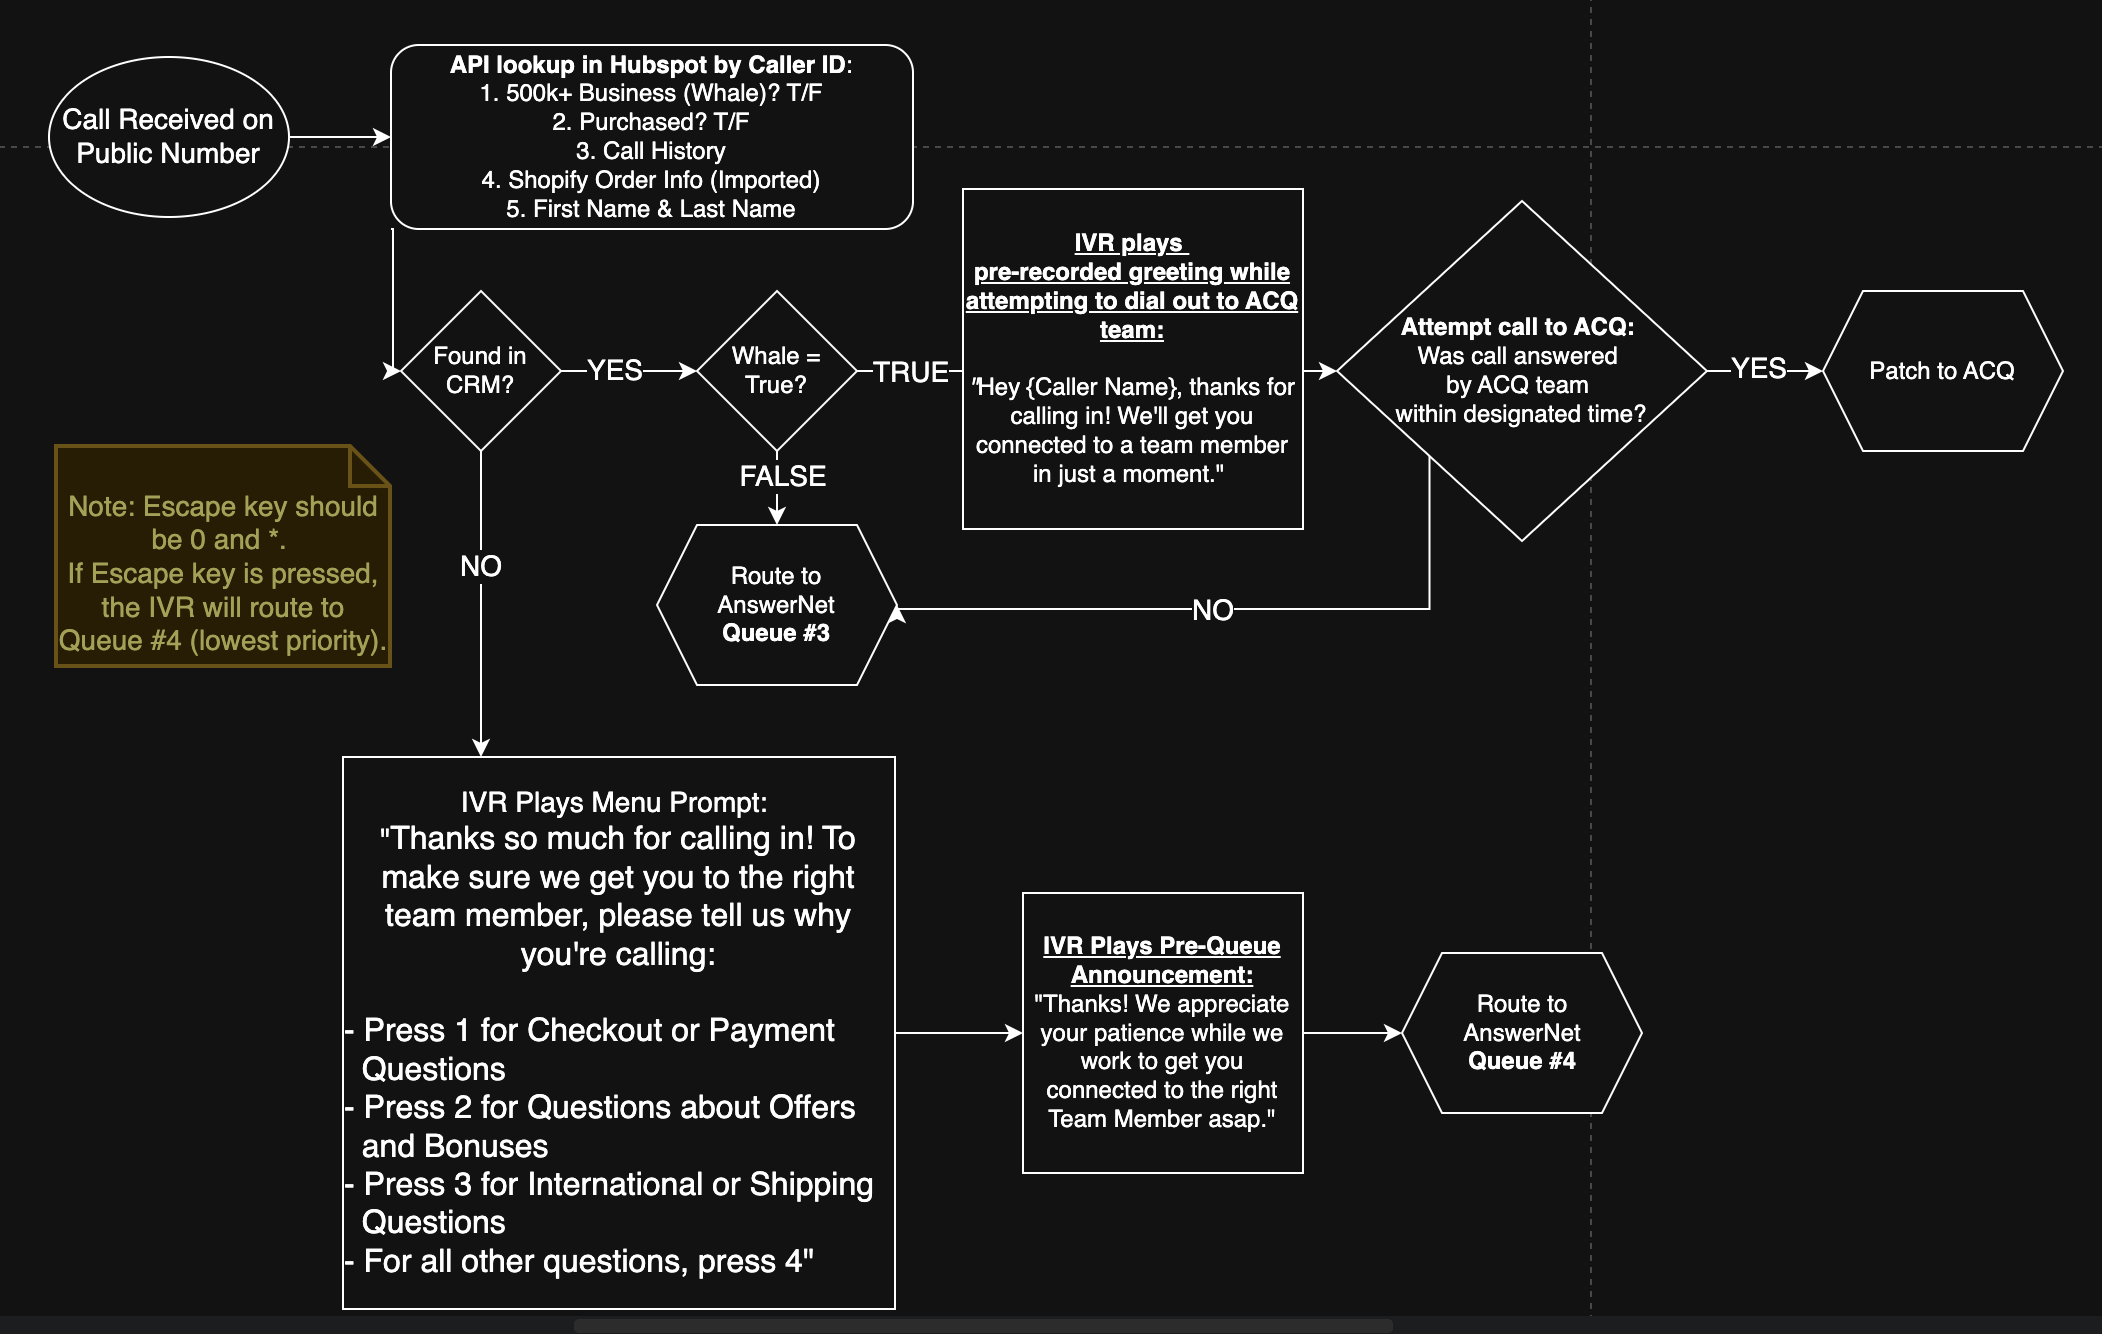 Call Received on
Public Number
API lookup in Hubspot by Caller ID:
1. 500k+ Business (Whale)? T/F
2. Purchased? T/F
3. Call History
4. Shopify Order Info (Imported)
5. First Name & Last Name
Found in
CRM?
YES
Whale =
True?
TRUE
IVR plays
pre-recorded greeting while
attempting to dial out to ACQ
team:
"Hey {Caller Name}, thanks for
calling in! We'll get you
connected to a team member
in just a moment."
Attempt call to ACQ:
Was call answered
by ACQ team
within designated time?
YES
Patch to ACQ
FALSE
Route to
AnswerNet
Queue #3
NO
NO
Note: Escape key should
be 0 and *.
If Escape key is pressed,
the IVR will route to
Queue #4 (lowest priority).
IVR Plays Menu Prompt:
"Thanks so much for calling in! To
make sure we get you to the right
team member, please tell us why
you're calling:
- Press 1 for Checkout or Payment
Questions
- Press 2 for Questions about Offers
and Bonuses
- Press 3 for International or Shipping
Questions
- For all other questions, press 4"
IVR Plays Pre-Queue
Announcement:
"Thanks! We appreciate
your patience while we
work to get you
connected to the right
Team Member asap."
Route to
AnswerNet
Queue #4